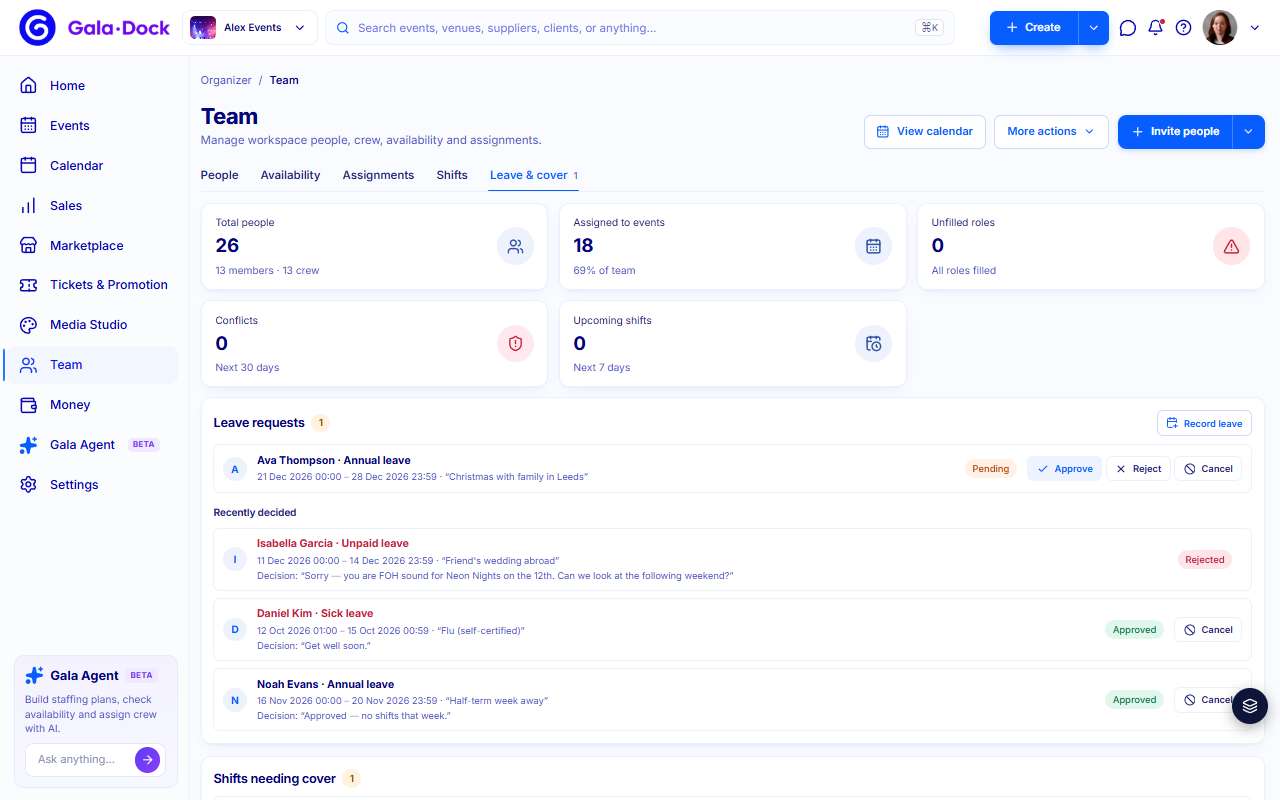 Gala·Dock
Alex Events
Search events, venues, suppliers, clients, or anything...
⌘K
+ Create
Home
Events
Calendar
Sales
Marketplace
Tickets & Promotion
Media Studio
Team
Money
Gala Agent BETA
Settings
Gala Agent BETA
Build staffing plans, check
availability and assign crew
with AI.
Ask anything...
Organizer / Team
Team
Manage workspace people, crew, availability and assignments.
View calendar
More actions
+ Invite people
People
Availability
Assignments
Shifts
Leave & cover 1
Total people
26
13 members · 13 crew
Assigned to events
18
69% of team
Unfilled roles
0
All roles filled
Conflicts
0
Next 30 days
Upcoming shifts
0
Next 7 days
Leave requests 1
Record leave
A
Ava Thompson · Annual leave
21 Dec 2026 00:00 – 28 Dec 2026 23:59 · “Christmas with family in Leeds”
Pending
Approve
Reject
Cancel
Recently decided
I
Isabella Garcia · Unpaid leave
11 Dec 2026 00:00 – 14 Dec 2026 23:59 · “Friend's wedding abroad”
Decision: “Sorry — you are FOH sound for Neon Nights on the 12th. Can we look at the following weekend?”
Rejected
D
Daniel Kim · Sick leave
12 Oct 2026 01:00 – 15 Oct 2026 00:59 · “Flu (self-certified)”
Decision: “Get well soon.”
Approved
Cancel
N
Noah Evans · Annual leave
16 Nov 2026 00:00 – 20 Nov 2026 23:59 · “Half-term week away”
Decision: “Approved — no shifts that week.”
Approved
Cancel
Shifts needing cover 1